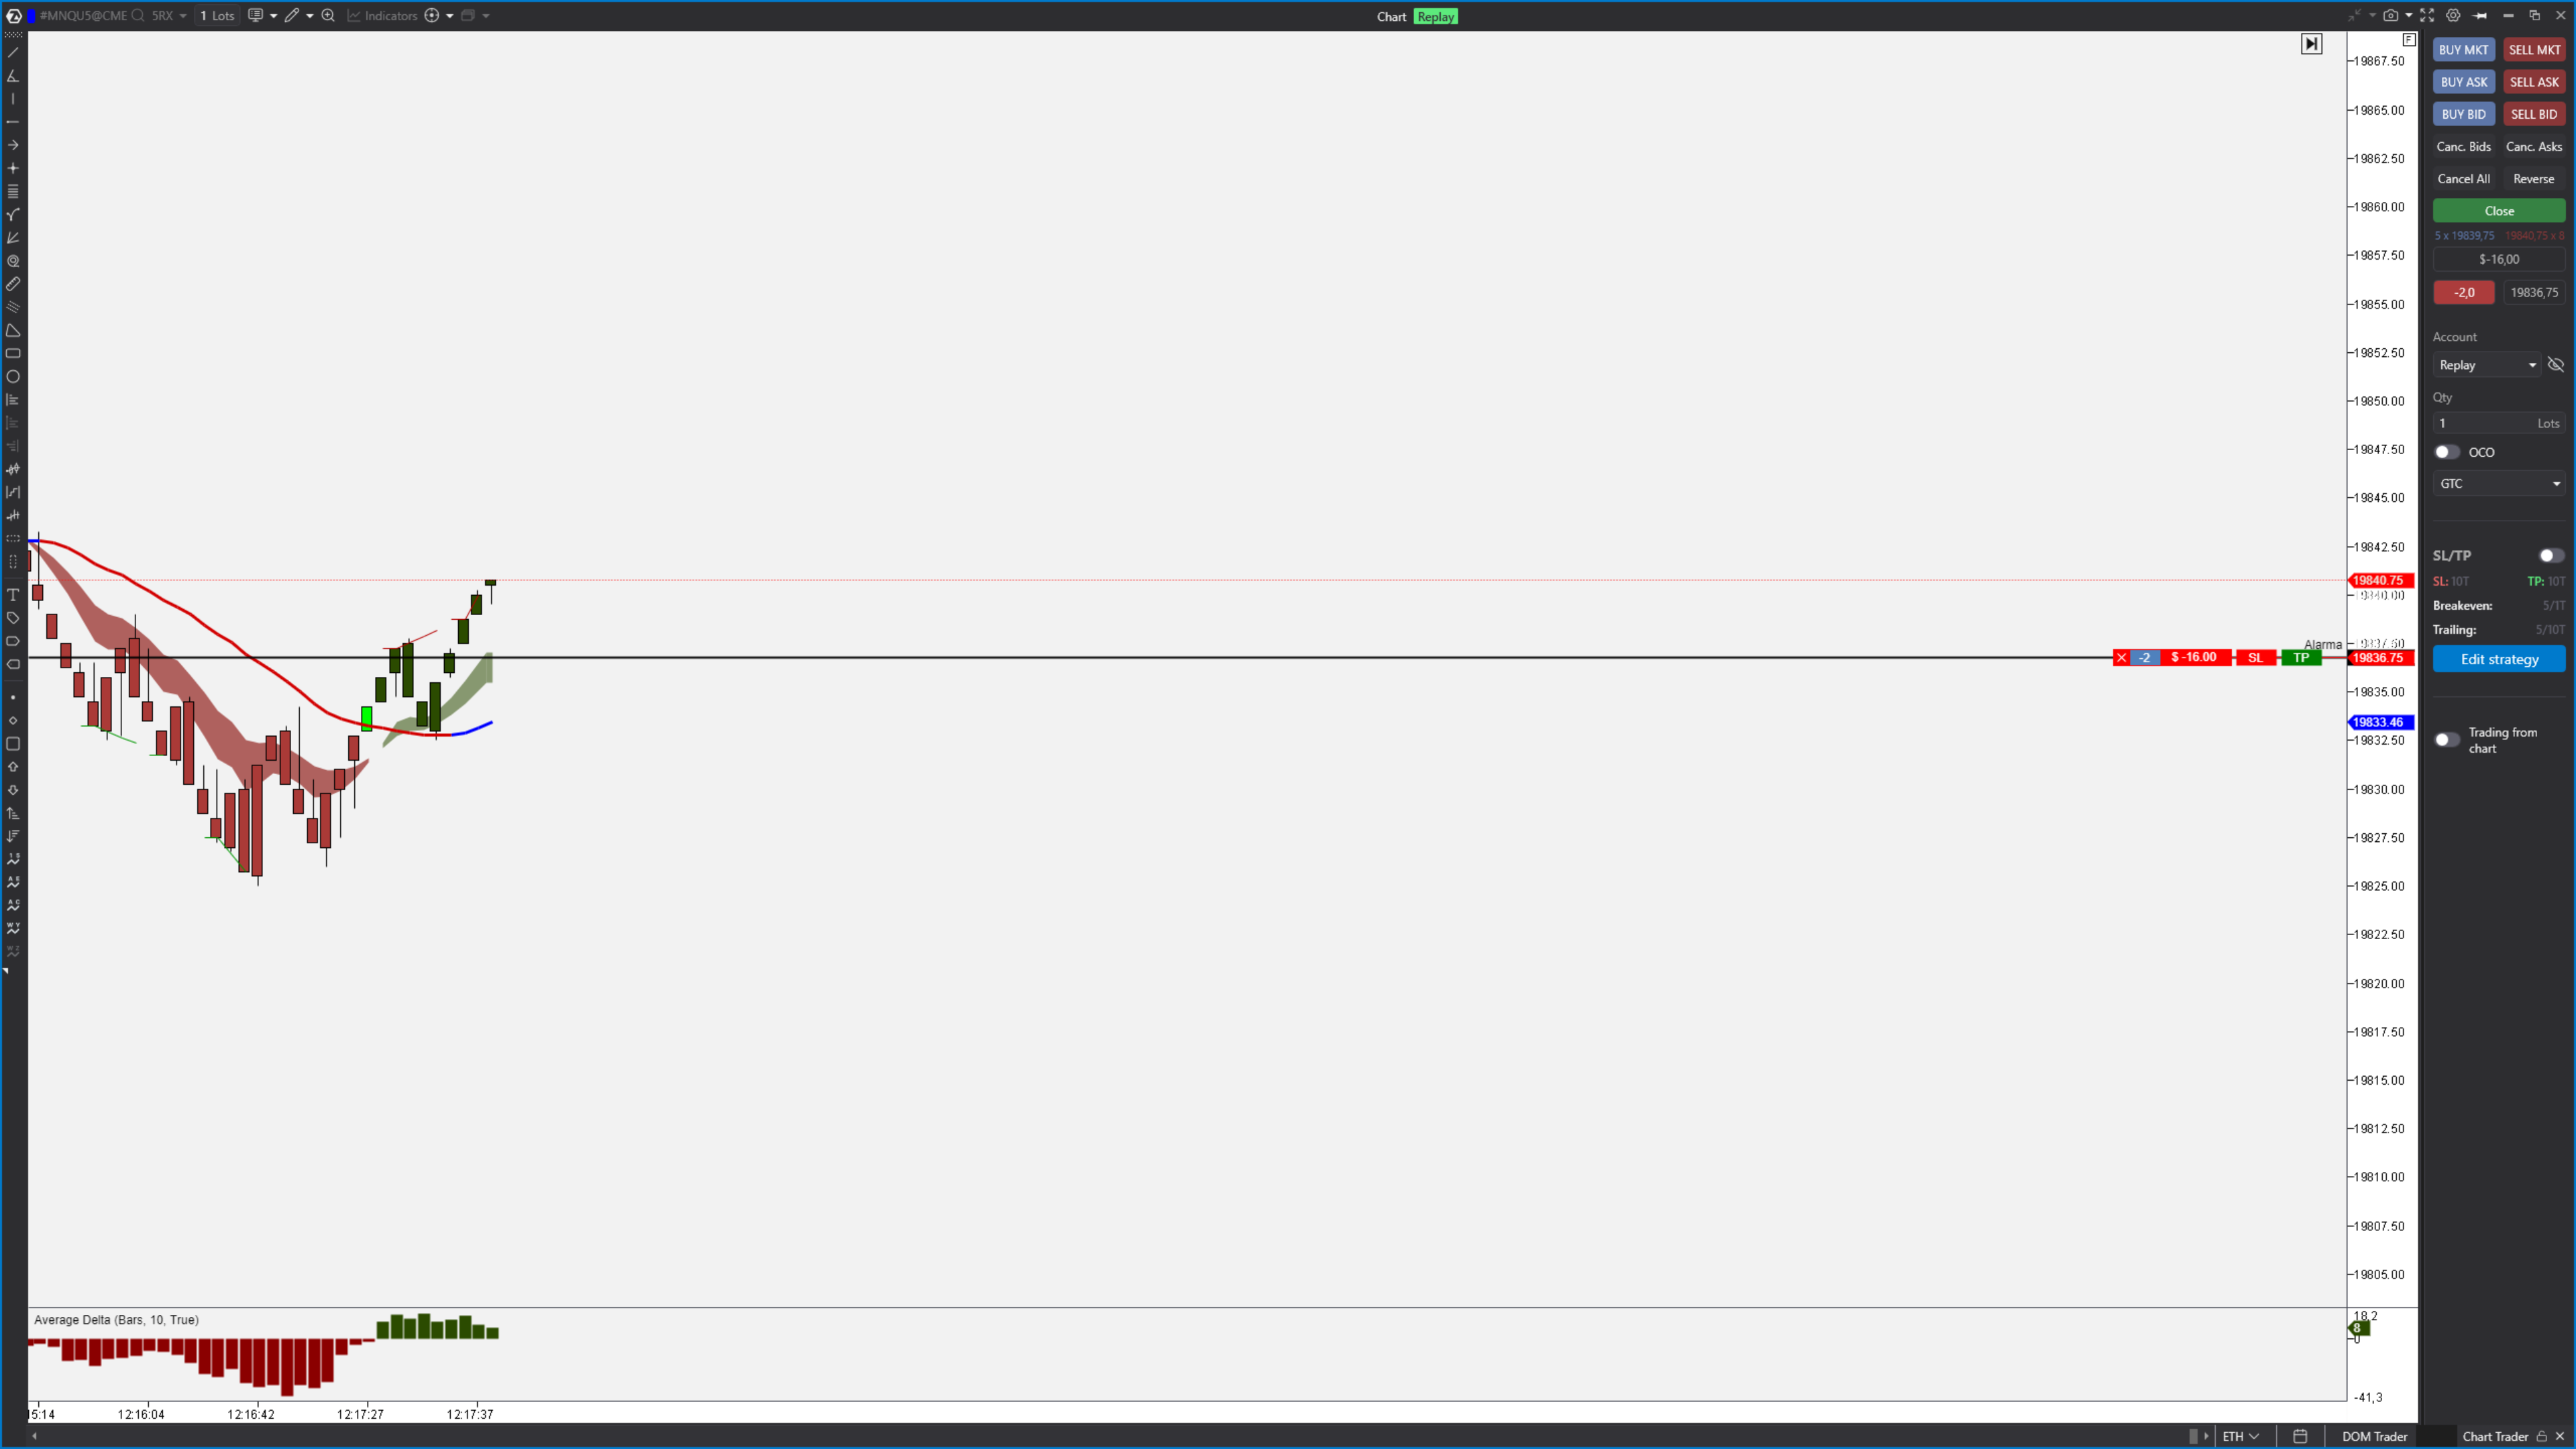 #MNQU5@CME 5RX 1 Lots Indicators
Chart Replay
BUY MKT SELL MKT
BUY ASK SELL ASK
BUY BID SELL BID
Canc. Bids Canc. Asks
Cancel All Reverse
Close
5 x 19839,75 19840,75 x 8
$-16,00
-2,0 19836,75
Account
Replay
Qty
1 Lots
OCO
GTC
SL/TP
SL: 10T TP: 10T
Breakeven: 5/1T
Trailing: 5/10T
Edit strategy
Trading from
chart
F
19867.50
19865.00
19862.50
19860.00
19857.50
19855.00
19852.50
19850.00
19847.50
19845.00
19842.50
19840.75
19840.00
Alarma
-2 $ -16.00 SL TP 19836.75
19835.00
19833.46
19832.50
19830.00
19827.50
19825.00
19822.50
19820.00
19817.50
19815.00
19812.50
19810.00
19807.50
19805.00
Average Delta (Bars, 10, True)
18,2
8
0
-41,3
15:14 12:16:04 12:16:42 12:17:27 12:17:37
ETH DOM Trader Chart Trader